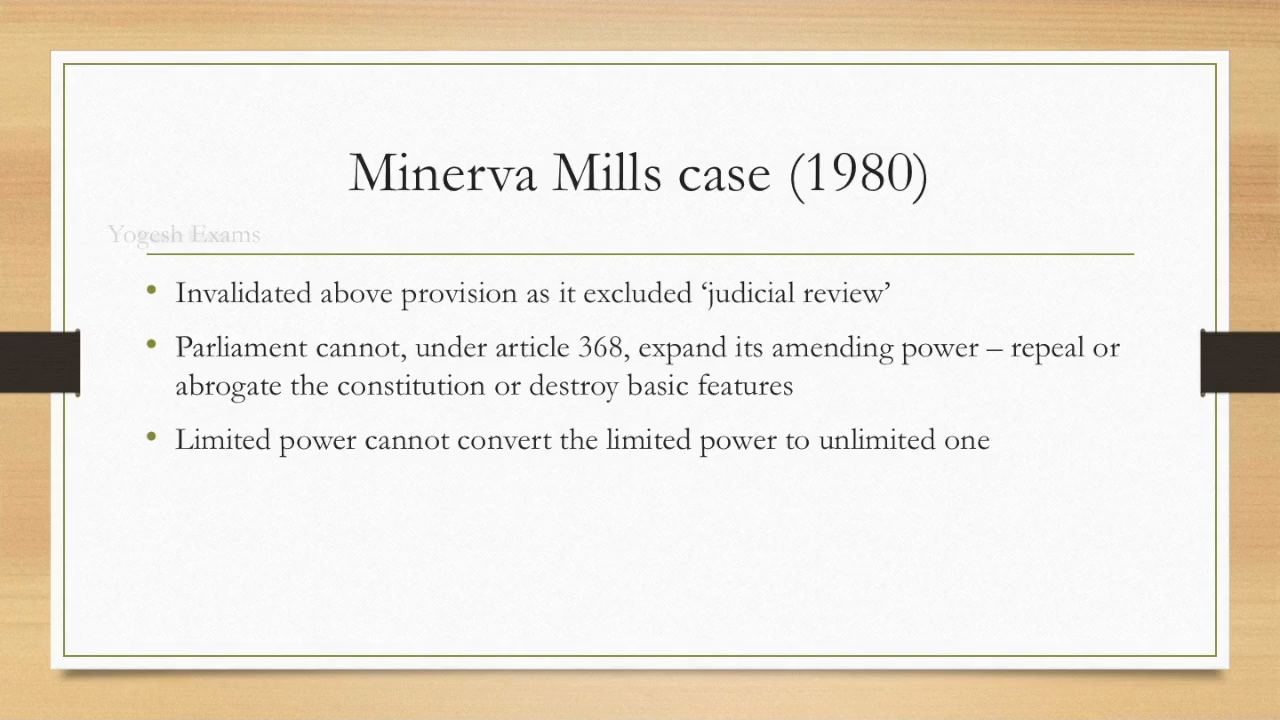 Minerva Mills case (1980)
Yogesh Exams
• Invalidated above provision as it excluded ‘judicial review’
• Parliament cannot, under article 368, expand its amending power – repeal or
abrogate the constitution or destroy basic features
• Limited power cannot convert the limited power to unlimited one